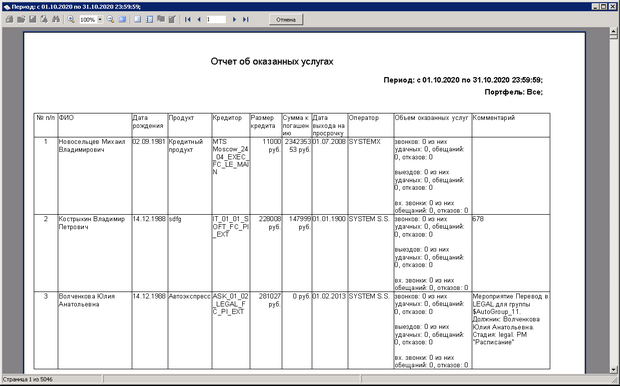 Период: с 01.10.2020 по 31.10.2020 23:59:59;
100%
1
Отмена
Отчет об оказанных услугах
Период: с 01.10.2020 по 31.10.2020 23:59:59;
Портфель: Все;
№ п/п ФИО Дата рождения Продукт Кредитор Размер кредита Сумма к погашению Дата выхода на просрочку Оператор Объем оказанных услуг Комментарий
1 Новосельцев Михаил Владимирович 02.09.1981 Кредитный продукт MTS Moscow_24_04_EXEC_FC_LE_MAIN 11000 руб. 234235353 руб. 01.07.2008 SYSTEMX звонков: 0 из них удачных: 0, обещаний: 0, отказов: 0
выездов: 0 из них удачных: 0, обещаний: 0, отказов: 0
вх. звонки: 0 из них обещаний: 0, отказов: 0
2 Кострыкин Владимир Петрович 14.12.1988 sdfg IT_01_01_SOFT_FC_PI_EXT 228008 руб. 147999 руб. 01.01.1900 SYSTEM S.S. звонков: 0 из них удачных: 0, обещаний: 0, отказов: 0 678
выездов: 0 из них удачных: 0, обещаний: 0, отказов: 0
вх. звонки: 0 из них обещаний: 0, отказов: 0
3 Волченкова Юлия Анатольевна 14.12.1988 Автоэкспресс ASK_01_02_LEGAL_FC_PI_EXT 281027 руб. 0 руб. 01.02.2013 SYSTEM S.S. звонков: 0 из них удачных: 0, обещаний: 0, отказов: 0 Мероприятие Перевод в LEGAL для группы $AutoGroup_11. Должник: Волченкова Юлия Анатольевна. Стадия: legal. РМ "Расписание"
выездов: 0 из них удачных: 0, обещаний: 0, отказов: 0
вх. звонки: 0 из них обещаний: 0, отказов: 0
Страница 1 из 5046